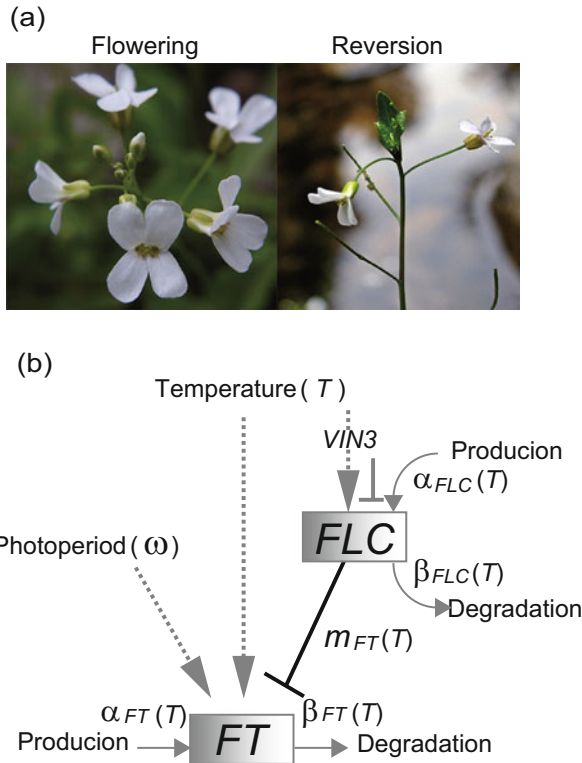 (a)
Flowering
Reversion
(b)
Temperature ( T )
VIN3
Producion
αFLC(T)
FLC
Photoperiod ( ω )
βFLC(T)
Degradation
mFT(T)
αFT(T)
βFT(T)
Producion
FT
Degradation